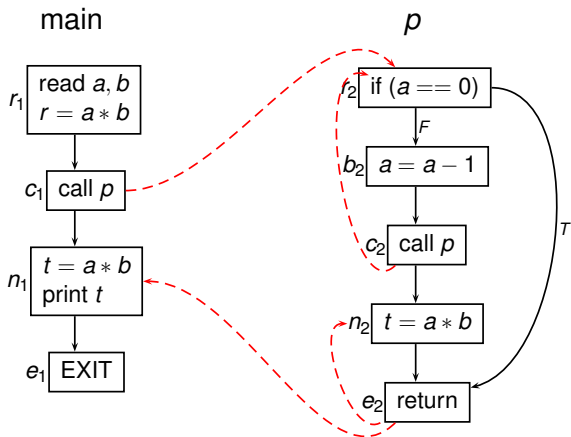 main
r1
read a, b
r = a ∗ b
c1
call p
n1
t = a ∗ b
print t
e1
EXIT
p
r2
if (a == 0)
F
b2
a = a − 1
c2
call p
T
n2
t = a ∗ b
e2
return